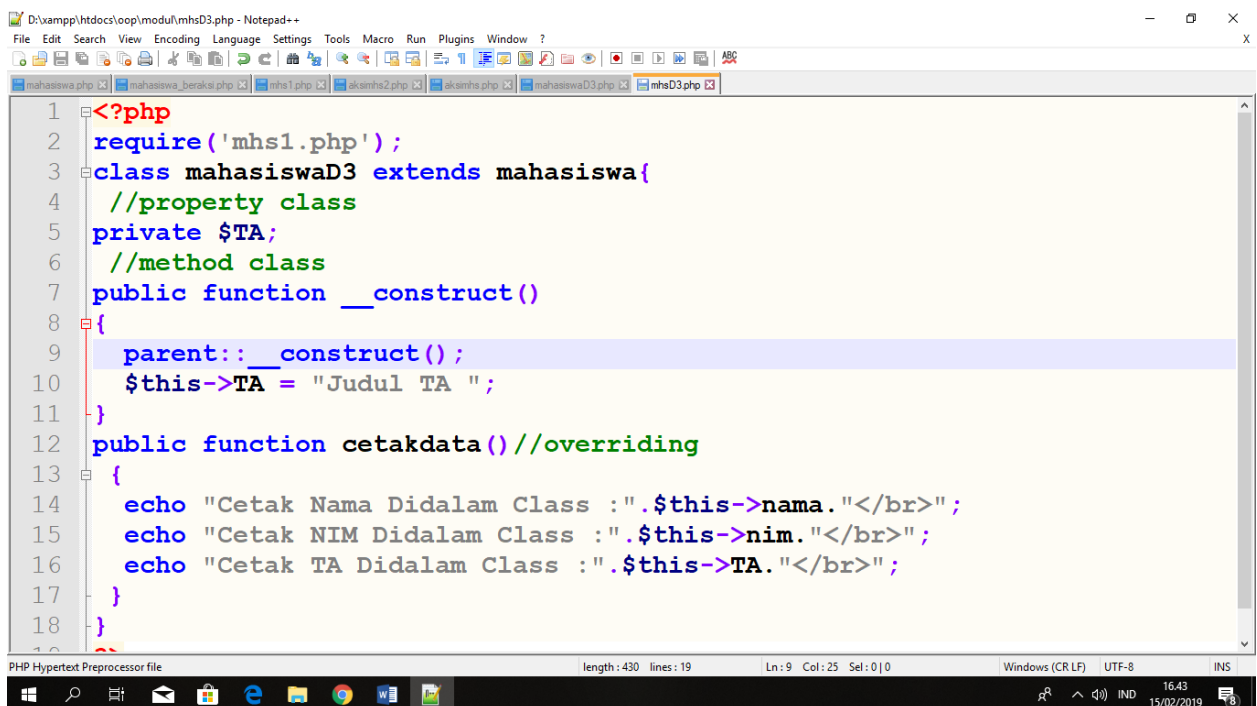 D:\xampp\htdocs\oop\modul\mhsD3.php - Notepad++
File Edit Search View Encoding Language Settings Tools Macro Run Plugins Window ? X
mahasiswa.php mahasiswa_beraksi.php mhs1.php aksimhs2.php aksimhs.php mahasiswaD3.php mhsD3.php
1 <?php
2 require('mhs1.php');
3 class mahasiswaD3 extends mahasiswa{
4 //property class
5 private $TA;
6 //method class
7 public function __construct()
8 {
9 parent::__construct();
10 $this->TA = "Judul TA ";
11 }
12 public function cetakdata()//overriding
13 {
14 echo "Cetak Nama Didalam Class :".$this->nama."</br>";
15 echo "Cetak NIM Didalam Class :".$this->nim."</br>";
16 echo "Cetak TA Didalam Class :".$this->TA."</br>";
17 }
18 }
19 ?>
PHP Hypertext Preprocessor file length : 430 lines : 19 Ln : 9 Col : 25 Sel : 0 | 0 Windows (CR LF) UTF-8 INS
IND 16.43
15/02/2019